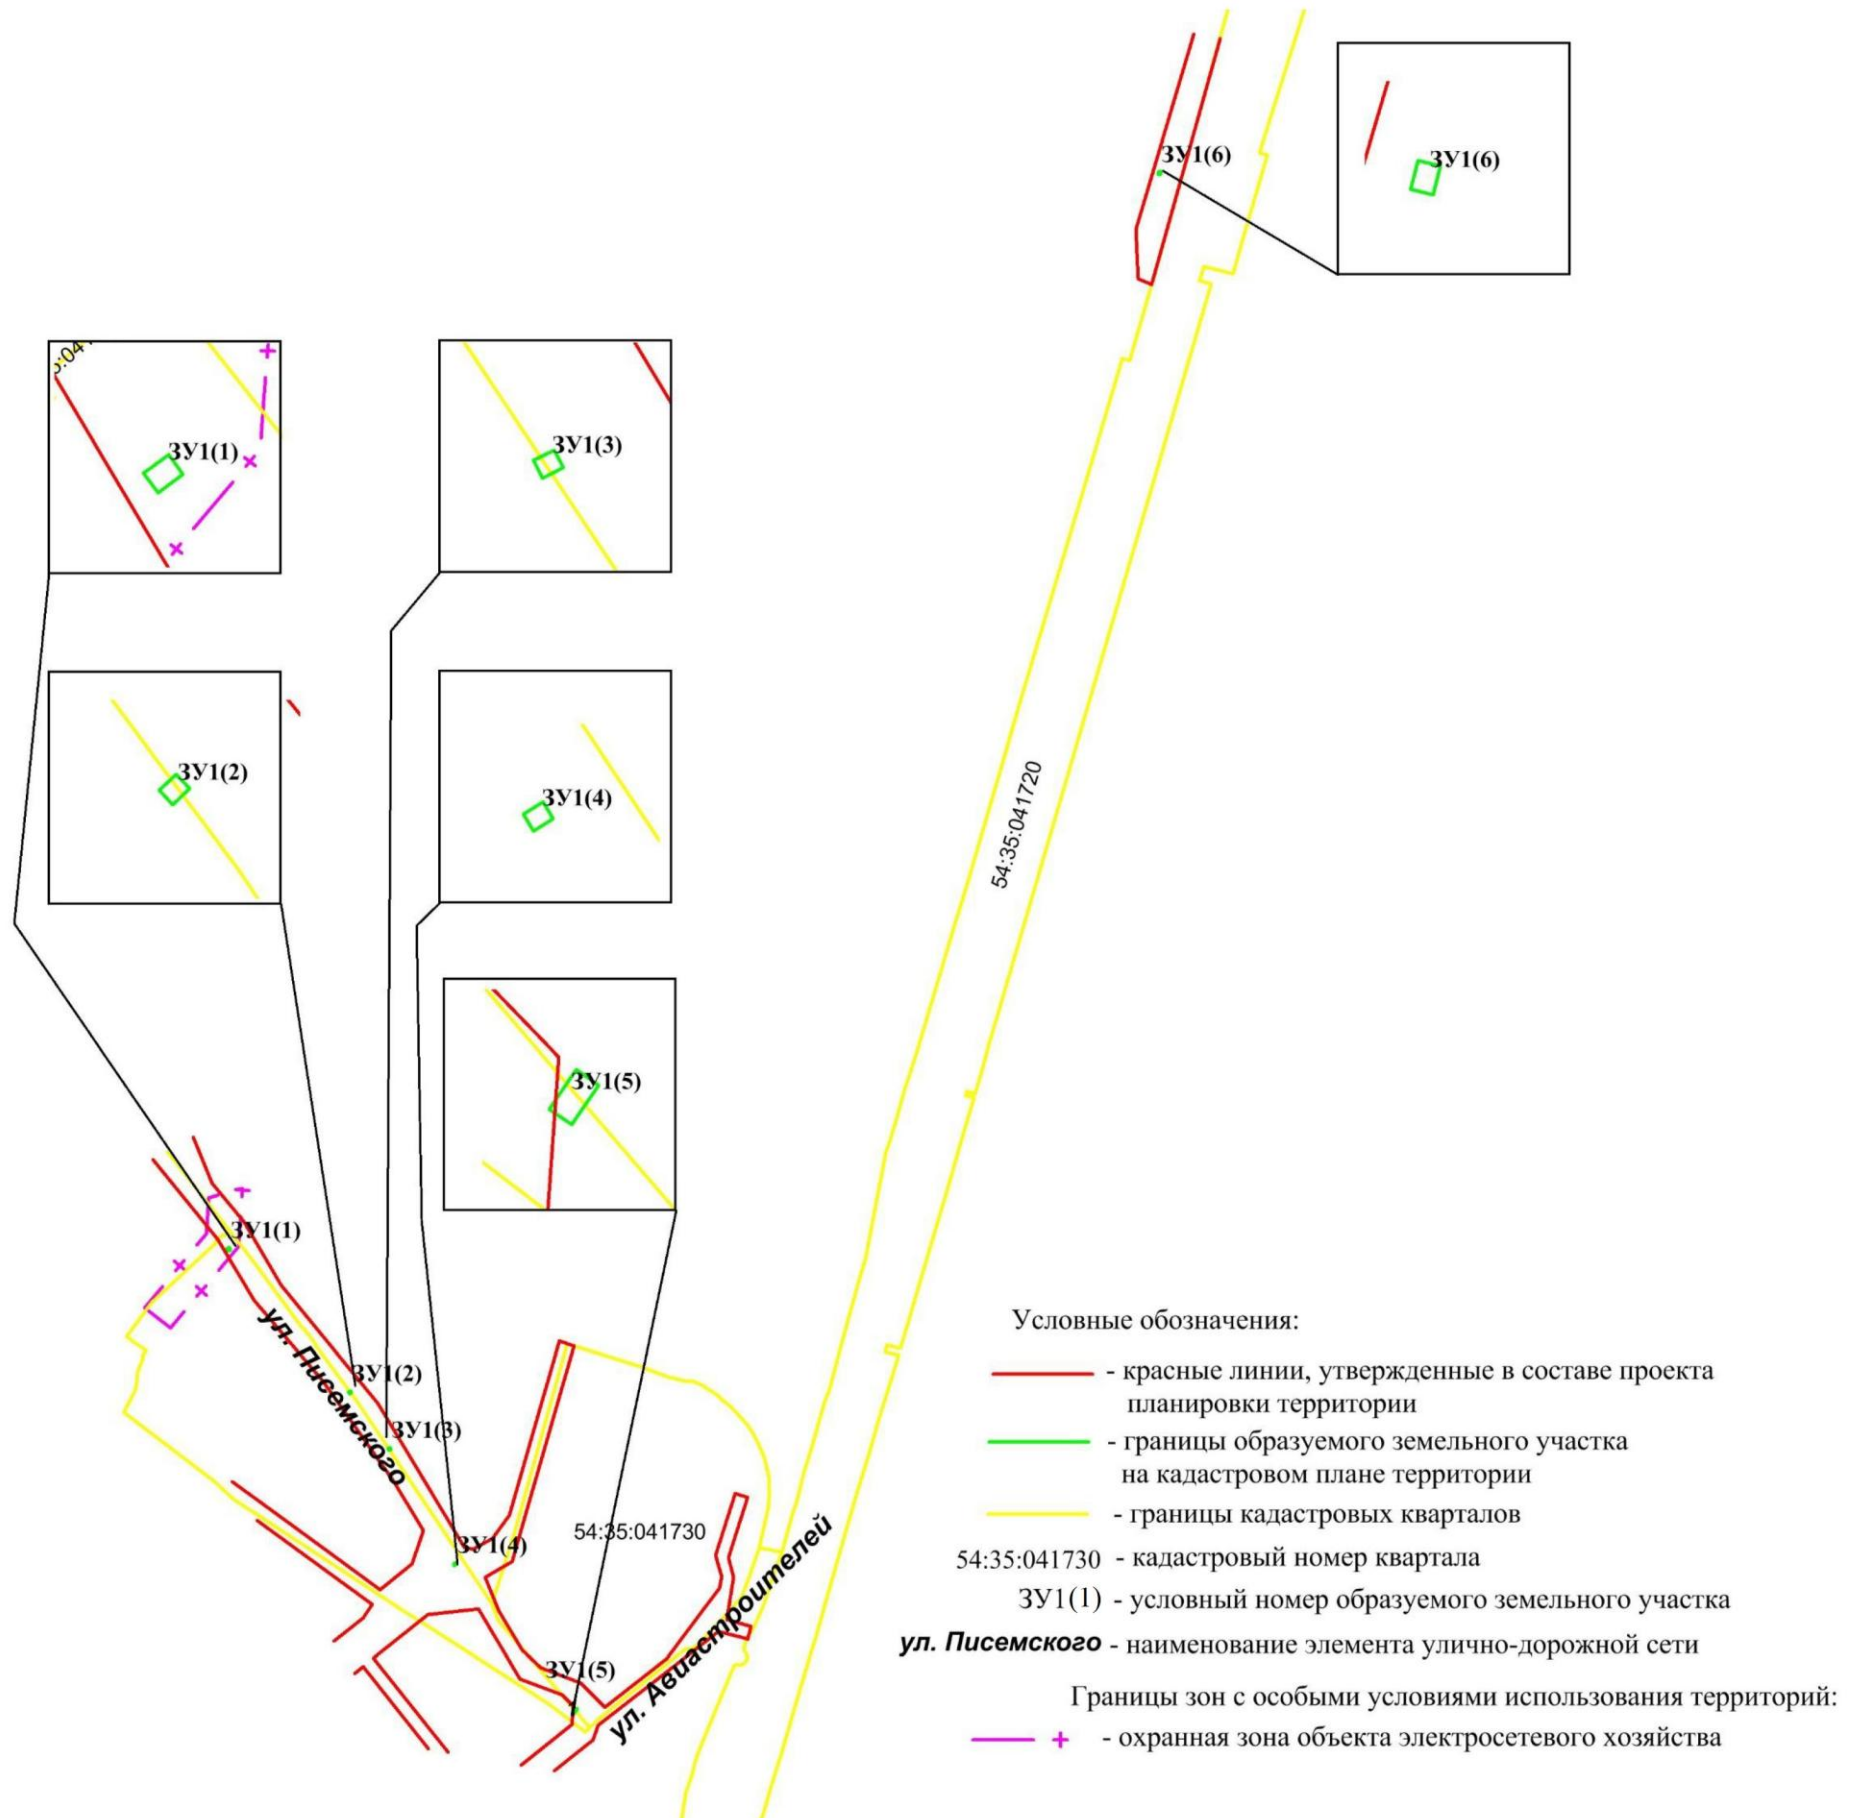 ЗУ1(6)
ЗУ1(6)
ЗУ1(1)
ЗУ1(3)
ЗУ1(2)
ЗУ1(4)
54:35:041720
ЗУ1(5)
ЗУ1(1)
ул. Писемского
ЗУ1(2)
ЗУ1(3)
ЗУ1(4)
54:35:041730
ЗУ1(5)
ул. Авиастроителей
Условные обозначения:
- красные линии, утвержденные в составе проекта
планировки территории
- границы образуемого земельного участка
на кадастровом плане территории
- границы кадастровых кварталов
54:35:041730 - кадастровый номер квартала
ЗУ1(1) - условный номер образуемого земельного участка
ул. Писемского - наименование элемента улично-дорожной сети
Границы зон с особыми условиями использования территорий:
- охранная зона объекта электросетевого хозяйства